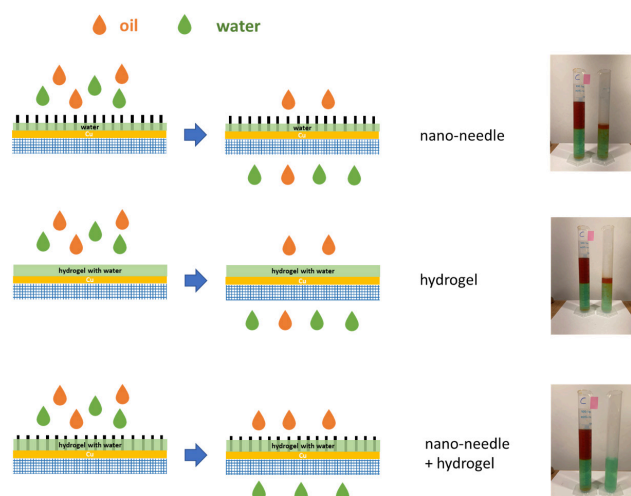 oil water
water
Cu
water
Cu
nano-needle
hydrogel with water
Cu
hydrogel with water
Cu
hydrogel
hydrogel with water
Cu
hydrogel with water
Cu
nano-needle
+ hydrogel